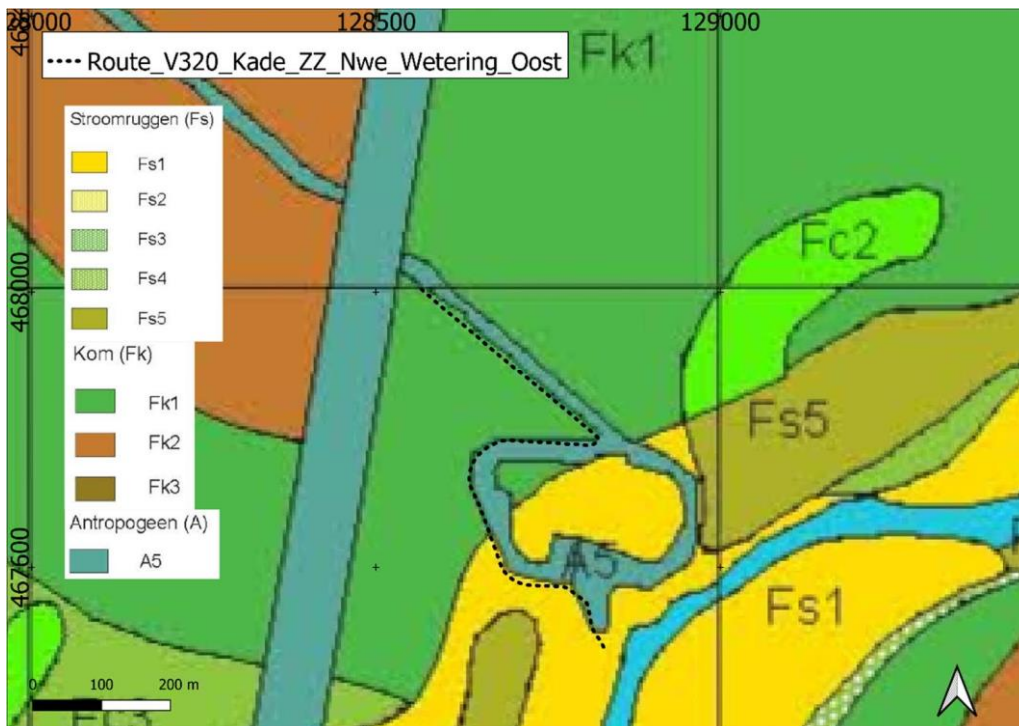 128000 128500 129000
Route_V320_Kade_ZZ_Nwe_Wetering_Oost
Fk1
Stroomruggen (Fs)
Fs1
Fs2
Fs3
Fs4
Fs5
Fc2
468000
Kom (Fk)
Fk1
Fk2
Fk3
Fs5
Antropogeen (A)
A5
A5
467600
Fs1
0 100 200 m